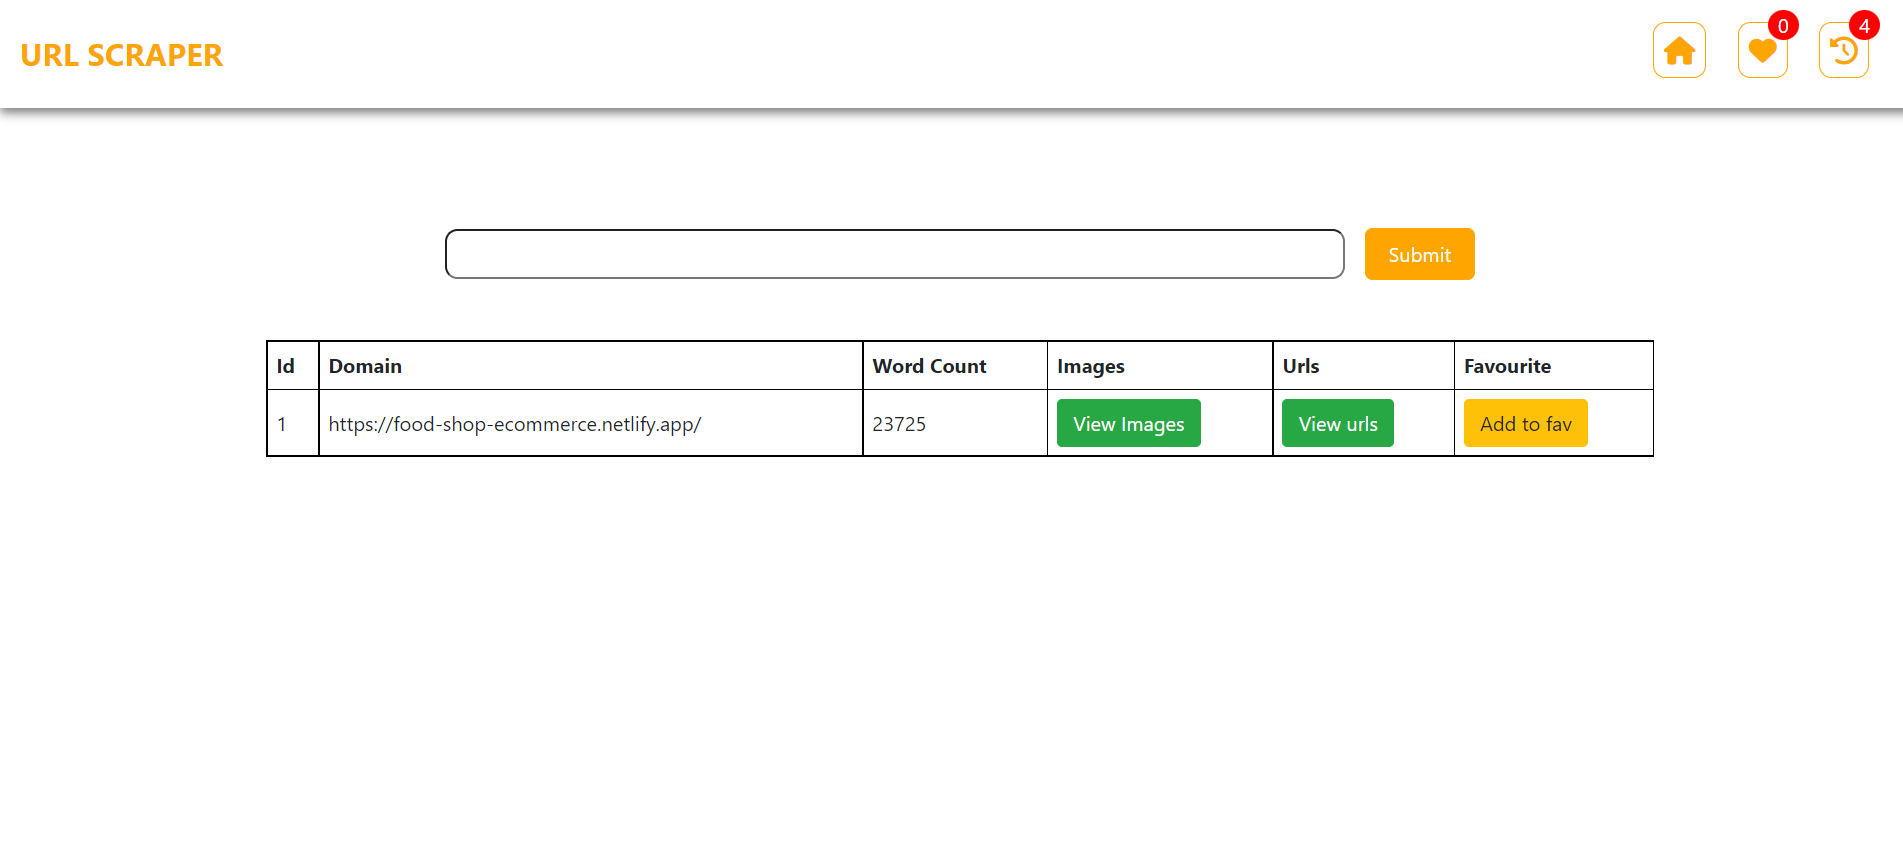 URL SCRAPER
0
4
Submit
Id Domain Word Count Images Urls Favourite
1 https://food-shop-ecommerce.netlify.app/ 23725 View Images View urls Add to fav